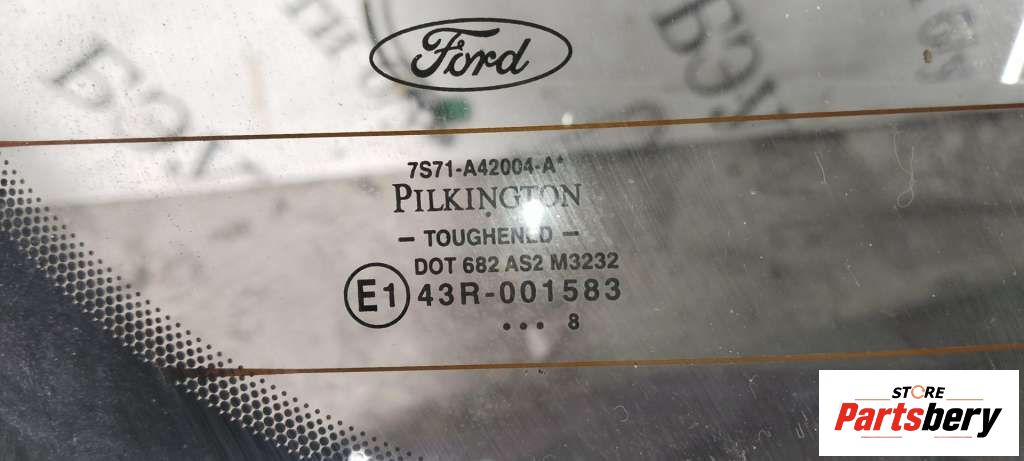 Ford
7S71-A42004-A*
PILKINGTON
– TOUGHENED –
DOT 682 AS2 M3232
E1 43R-001583
••• 8
STORE
Partsbery